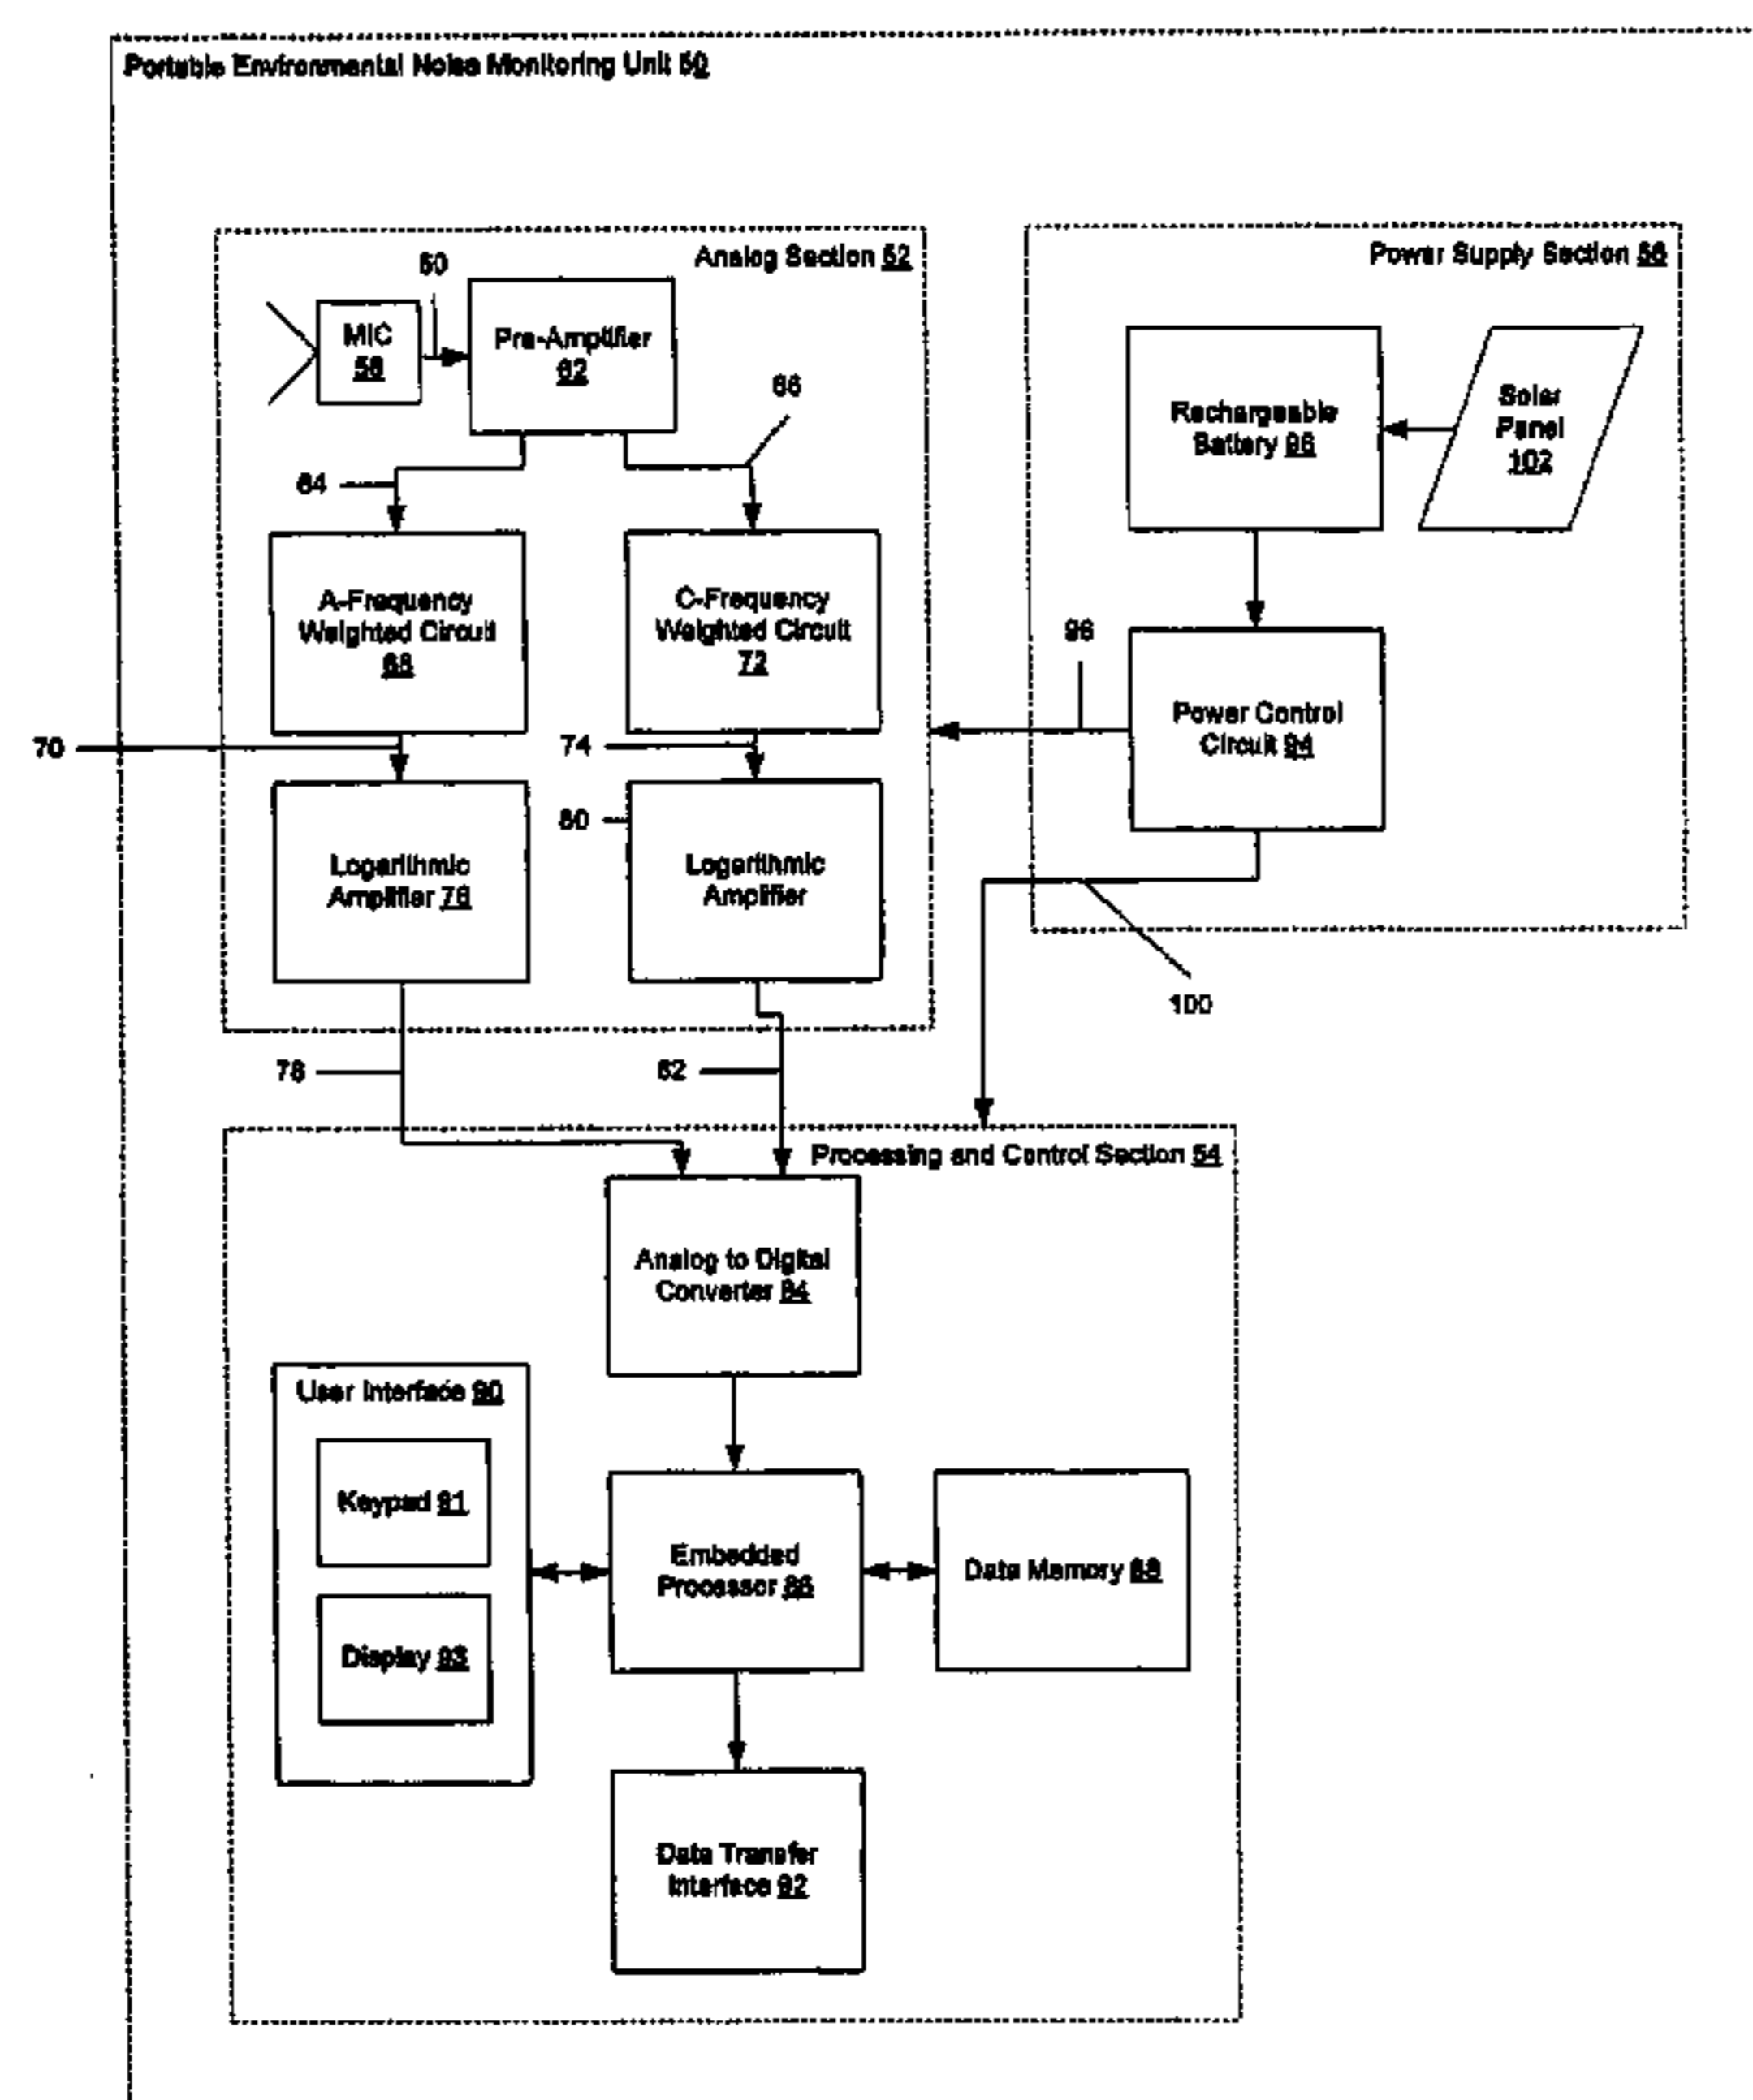 Portable Environmental Noise Monitoring Unit 50
Analog Section 52
Power Supply Section 56
60
MIC
58
Pre-Amplifier
62
66
64
Rechargeable
Battery 96
Solar
Panel
102
A-Frequency
Weighted Circuit
68
C-Frequency
Weighted Circuit
72
98
Power Control
Circuit 94
70
74
80
Logarithmic
Amplifier 76
Logarithmic
Amplifier
100
78
82
Processing and Control Section 54
Analog to Digital
Converter 84
User Interface 90
Keypad 91
Display 93
Embedded
Processor 86
Data Memory 88
Data Transfer
Interface 92